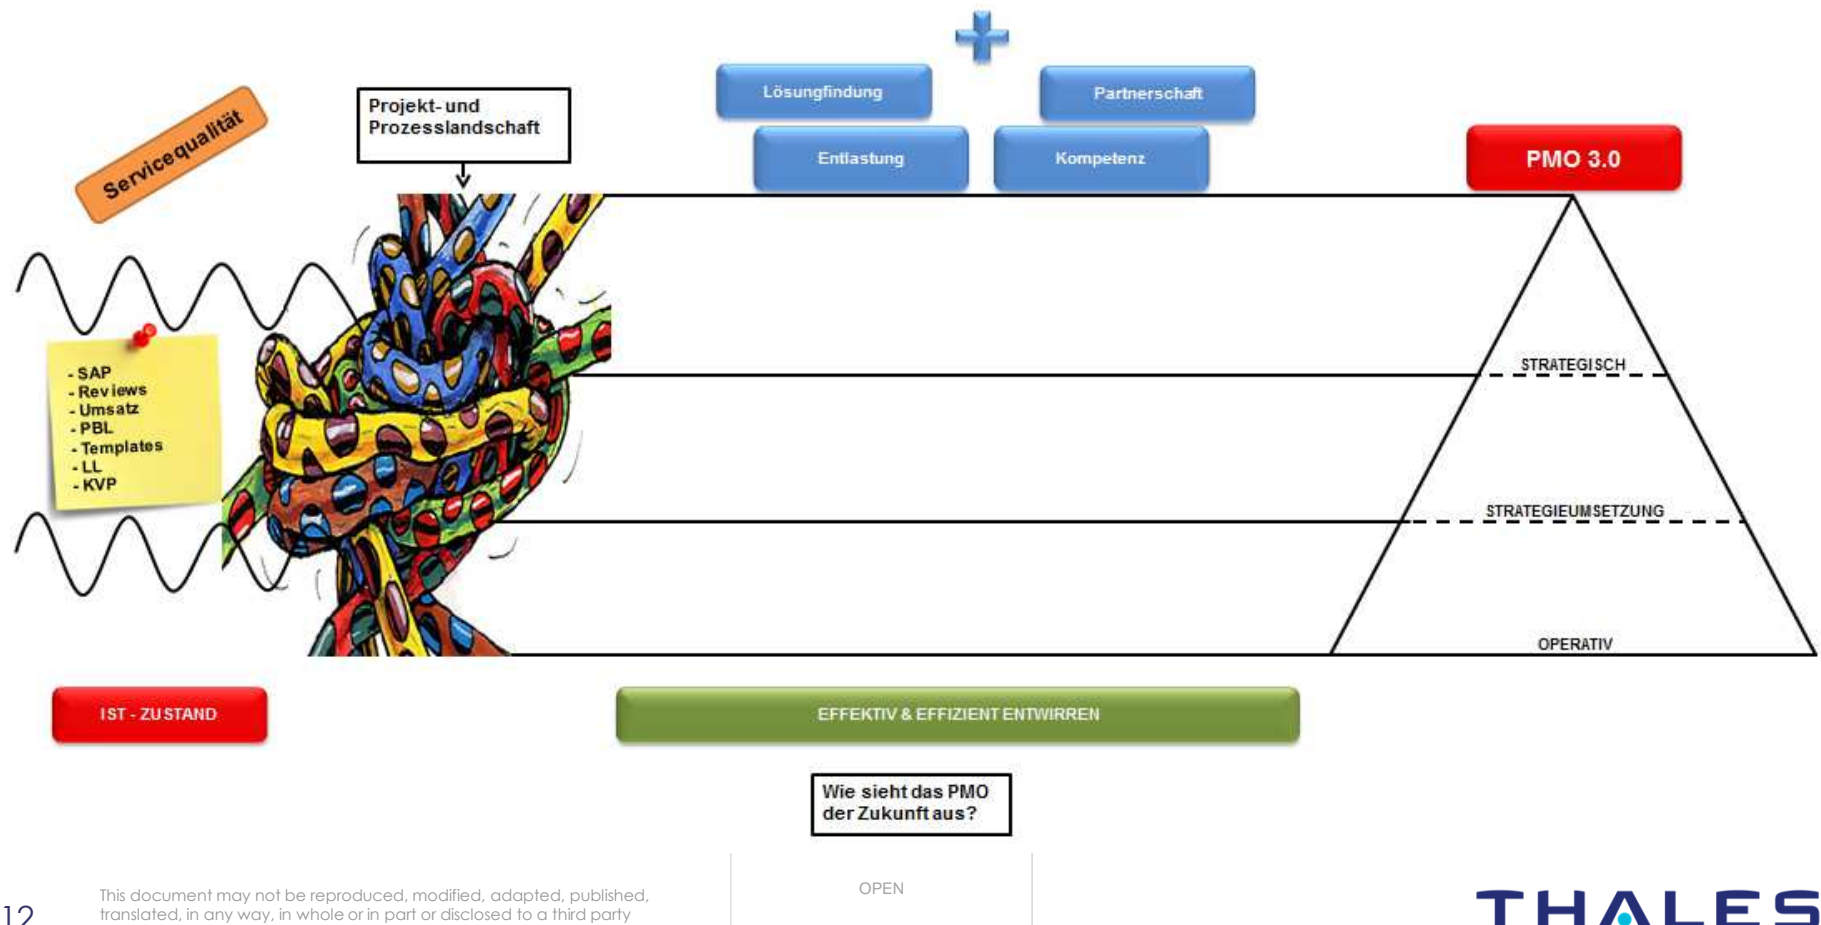 Lösungfindung
Partnerschaft
Entlastung
Kompetenz
PMO 3.0
Servicequalität
Projekt- und
Prozesslandschaft
- SAP
- Reviews
- Umsatz
- PBL
- Templates
- LL
- KVP
STRATEGISCH
STRATEGIEUMSETZUNG
OPERATIV
IST - ZUSTAND
EFFEKTIV & EFFIZIENT ENTWIRREN
Wie sieht das PMO
der Zukunft aus?
12
This document may not be reproduced, modified, adapted, published,
translated, in any way, in whole or in part or disclosed to a third party
OPEN
THALES